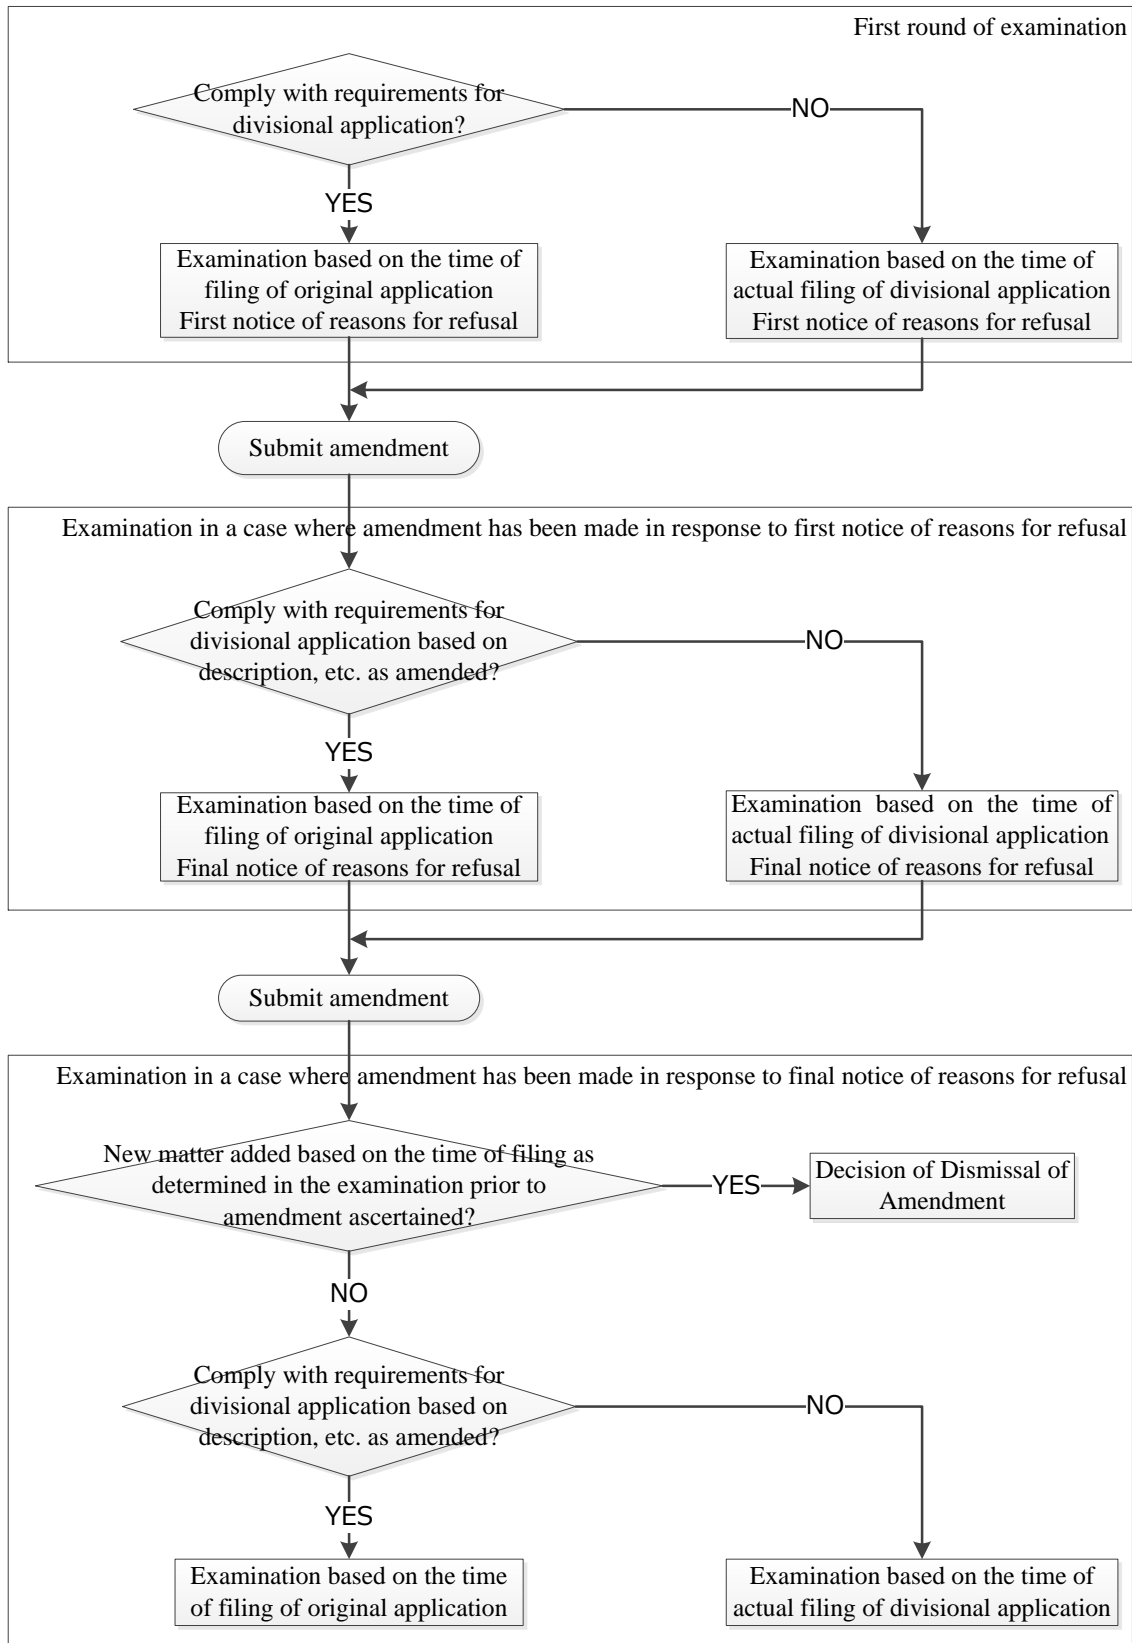 First round of examination
Comply with requirements for
divisional application?
NO
YES
Examination based on the time of
filing of original application
First notice of reasons for refusal
Examination based on the time of
actual filing of divisional application
First notice of reasons for refusal
Submit amendment
Examination in a case where amendment has been made in response to first notice of reasons for refusal
Comply with requirements for
divisional application based on
description, etc. as amended?
NO
YES
Examination based on the time of
filing of original application
Final notice of reasons for refusal
Examination based on the time of
actual filing of divisional application
Final notice of reasons for refusal
Submit amendment
Examination in a case where amendment has been made in response to final notice of reasons for refusal
New matter added based on the time of filing as
determined in the examination prior to
amendment ascertained?
YES
Decision of Dismissal of
Amendment
NO
Comply with requirements for
divisional application based on
description, etc. as amended?
NO
YES
Examination based on the time
of filing of original application
Examination based on the time of
actual filing of divisional application